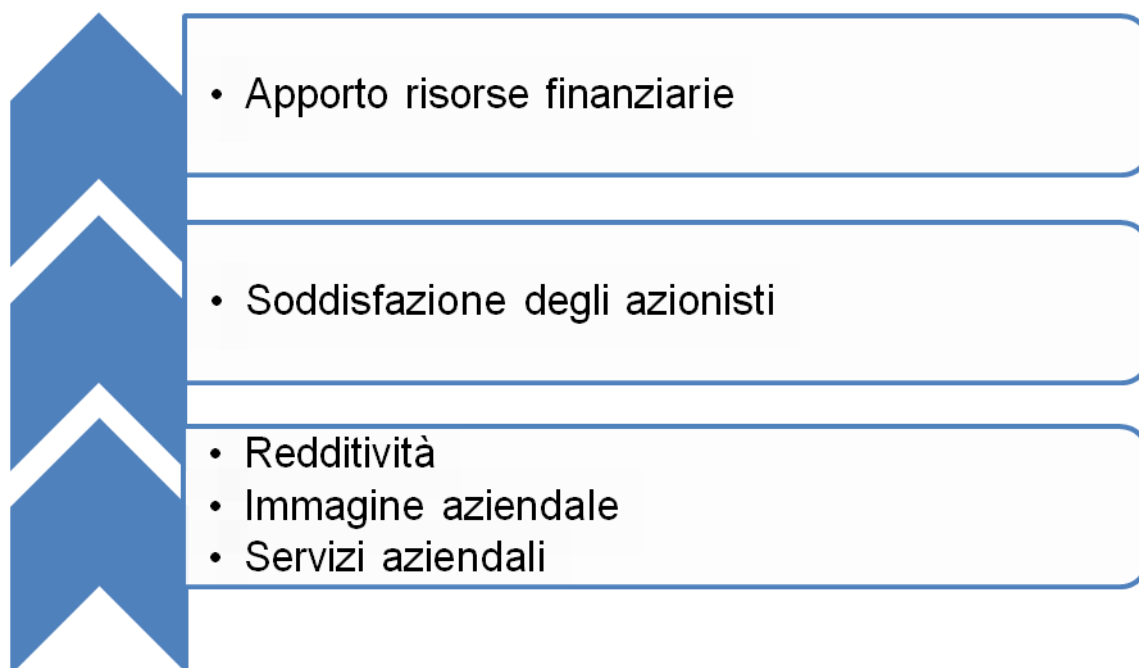 • Apporto risorse finanziarie
• Soddisfazione degli azionisti
• Redditività
• Immagine aziendale
• Servizi aziendali